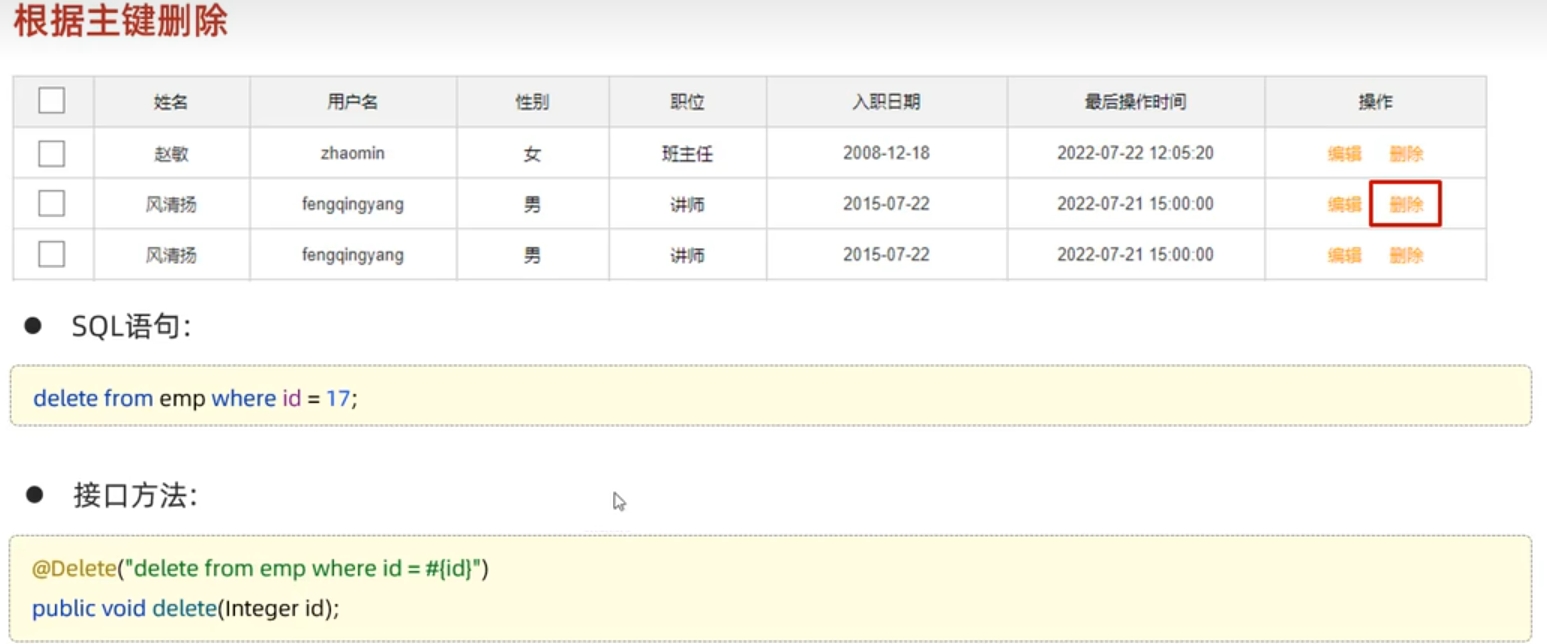 根据主键删除
姓名 用户名 性别 职位 入职日期 最后操作时间 操作
赵敏 zhaomin 女 班主任 2008-12-18 2022-07-22 12:05:20 编辑 删除
风清扬 fengqingyang 男 讲师 2015-07-22 2022-07-21 15:00:00 编辑 删除
风清扬 fengqingyang 男 讲师 2015-07-22 2022-07-21 15:00:00 编辑 删除
● SQL语句：
delete from emp where id = 17;
● 接口方法：
@Delete("delete from emp where id = #{id}")
public void delete(Integer id);